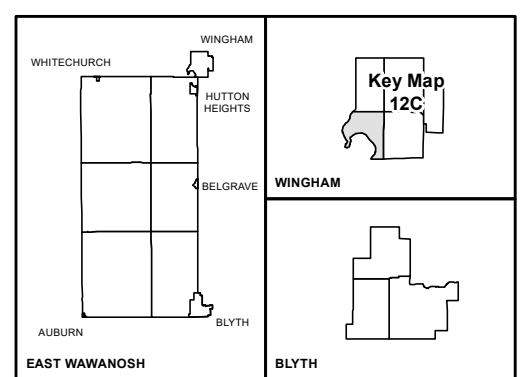 WINGHAM
WHITECHURCH
HUTTON
HEIGHTS
BELGRAVE
BLYTH
AUBURN
EAST WAWANOSH
Key Map
12C
WINGHAM
BLYTH